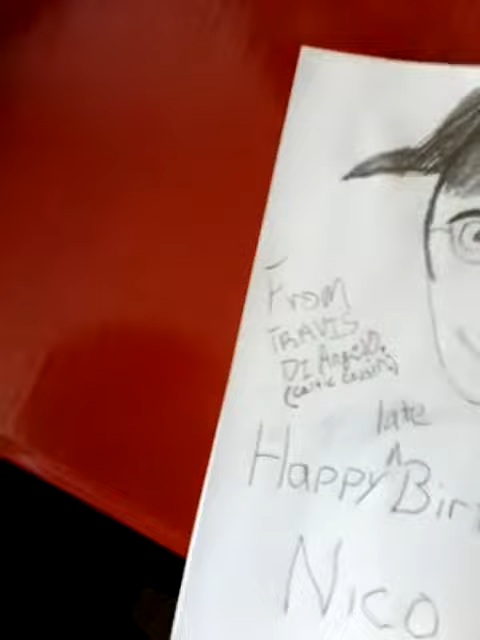 From
TRAVIS
DI Angelo.
late
Happy ^ Bir
Nico